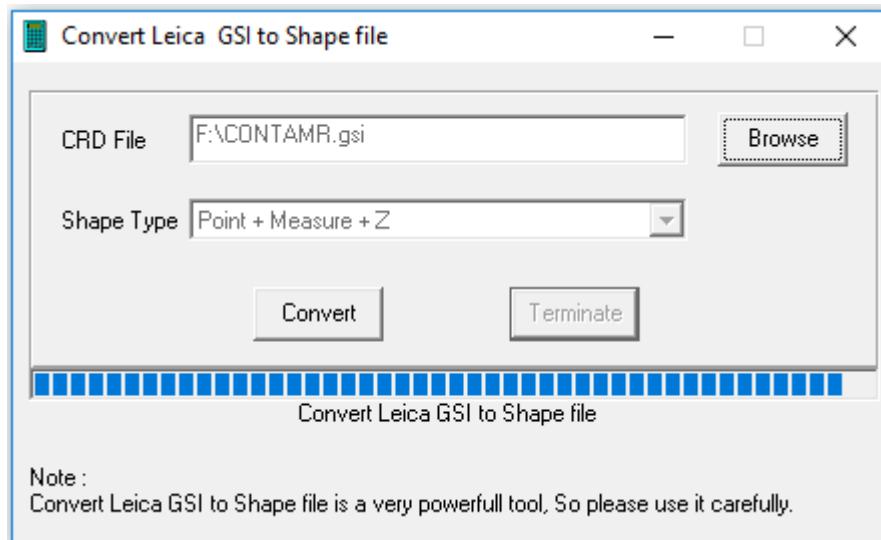 Convert Leica  GSI to Shape file
CRD File F:\CONTAMR.gsi Browse
Shape Type Point + Measure + Z
Convert Terminate
Convert Leica GSI to Shape file
Note :
Convert Leica GSI to Shape file is a very powerfull tool, So please use it carefully.